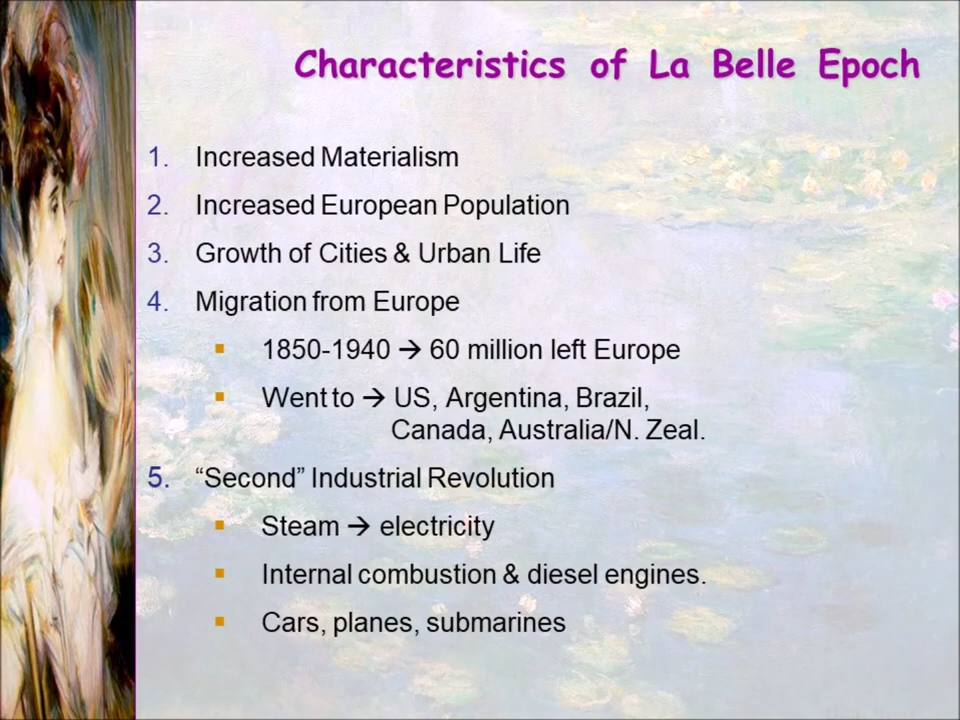 Characteristics of La Belle Epoch
1. Increased Materialism
2. Increased European Population
3. Growth of Cities & Urban Life
4. Migration from Europe
▪ 1850-1940 → 60 million left Europe
▪ Went to → US, Argentina, Brazil,
Canada, Australia/N. Zeal.
5. “Second” Industrial Revolution
▪ Steam → electricity
▪ Internal combustion & diesel engines.
▪ Cars, planes, submarines